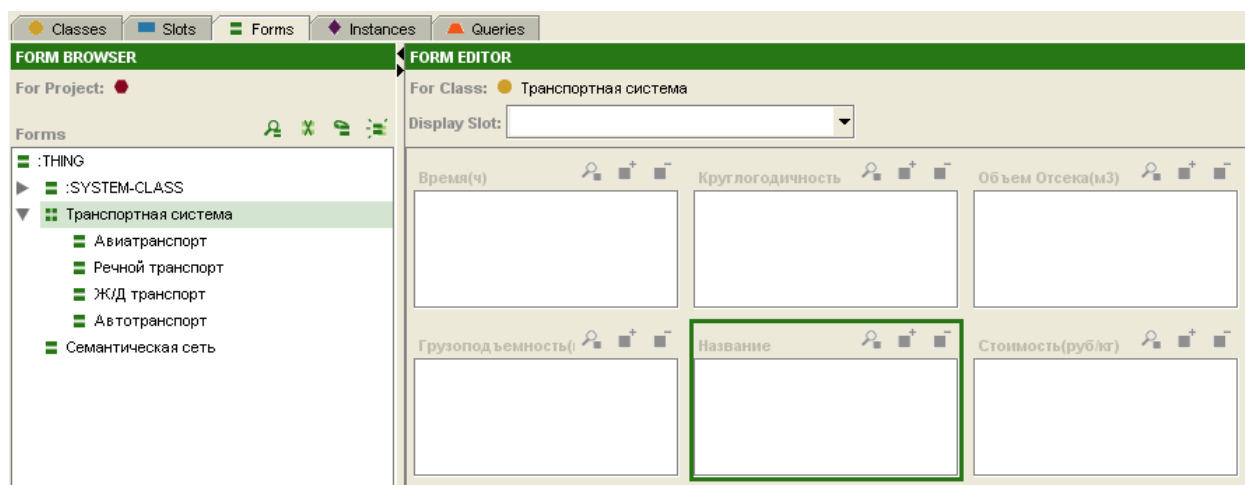 Classes Slots Forms Instances Queries
FORM BROWSER
For Project:
Forms
:THING
:SYSTEM-CLASS
Транспортная система
Авиатранспорт
Речной транспорт
Ж/Д транспорт
Автотранспорт
Семантическая сеть
FORM EDITOR
For Class: Транспортная система
Display Slot:
Время(ч) Круглогодичность Объем Отсека(м3)
Грузоподъемность( Название Стоимость(руб/кг)